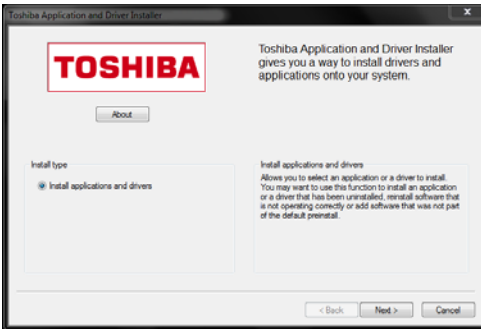 Toshiba Application and Driver Installer
x
TOSHIBA
Toshiba Application and Driver Installer
gives you a way to install drivers and
applications onto your system.
About
Install type
Install applications and drivers
Install applications and drivers
Allows you to select an application or a driver to install.
You may want to use this function to install an application
or a driver that has been uninstalled, reinstall software that
is not operating correctly or add software that was not part
of the default preinstall.
< Back
Next >
Cancel